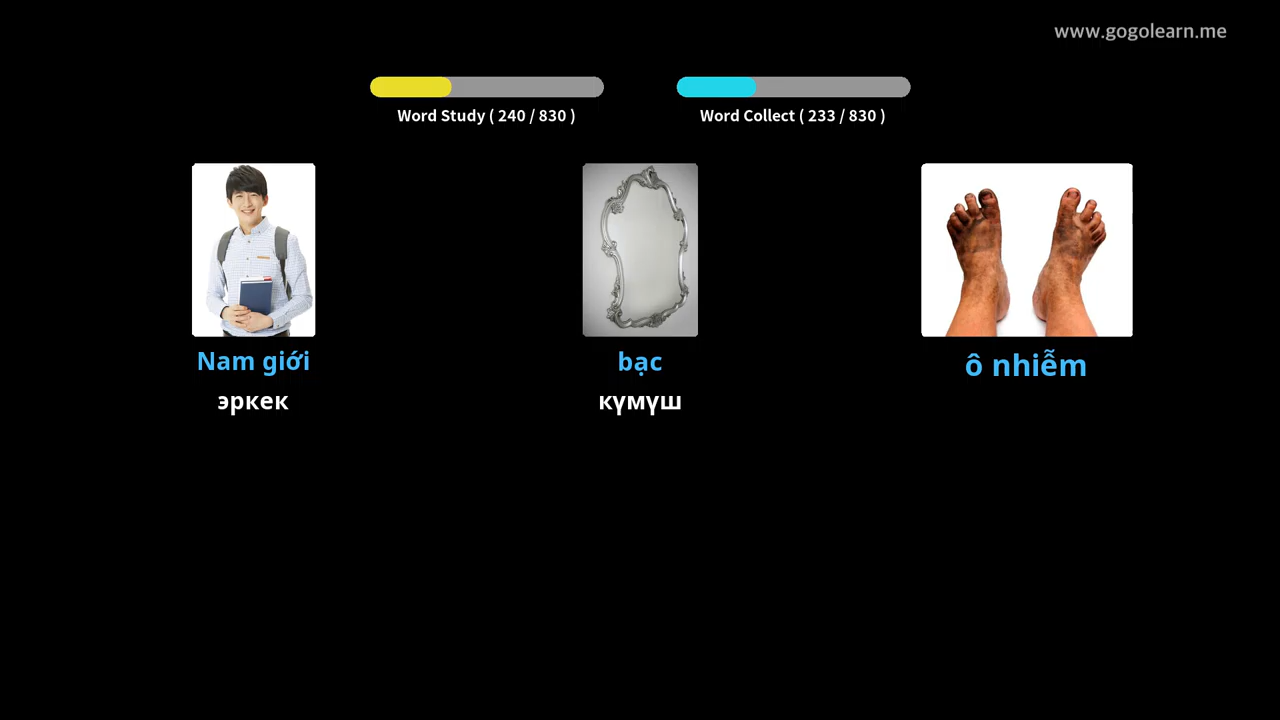 www.gogolearn.me
Word Study ( 240 / 830 )
Word Collect ( 233 / 830 )
Nam giới
эркек
bạc
күмүш
ô nhiễm